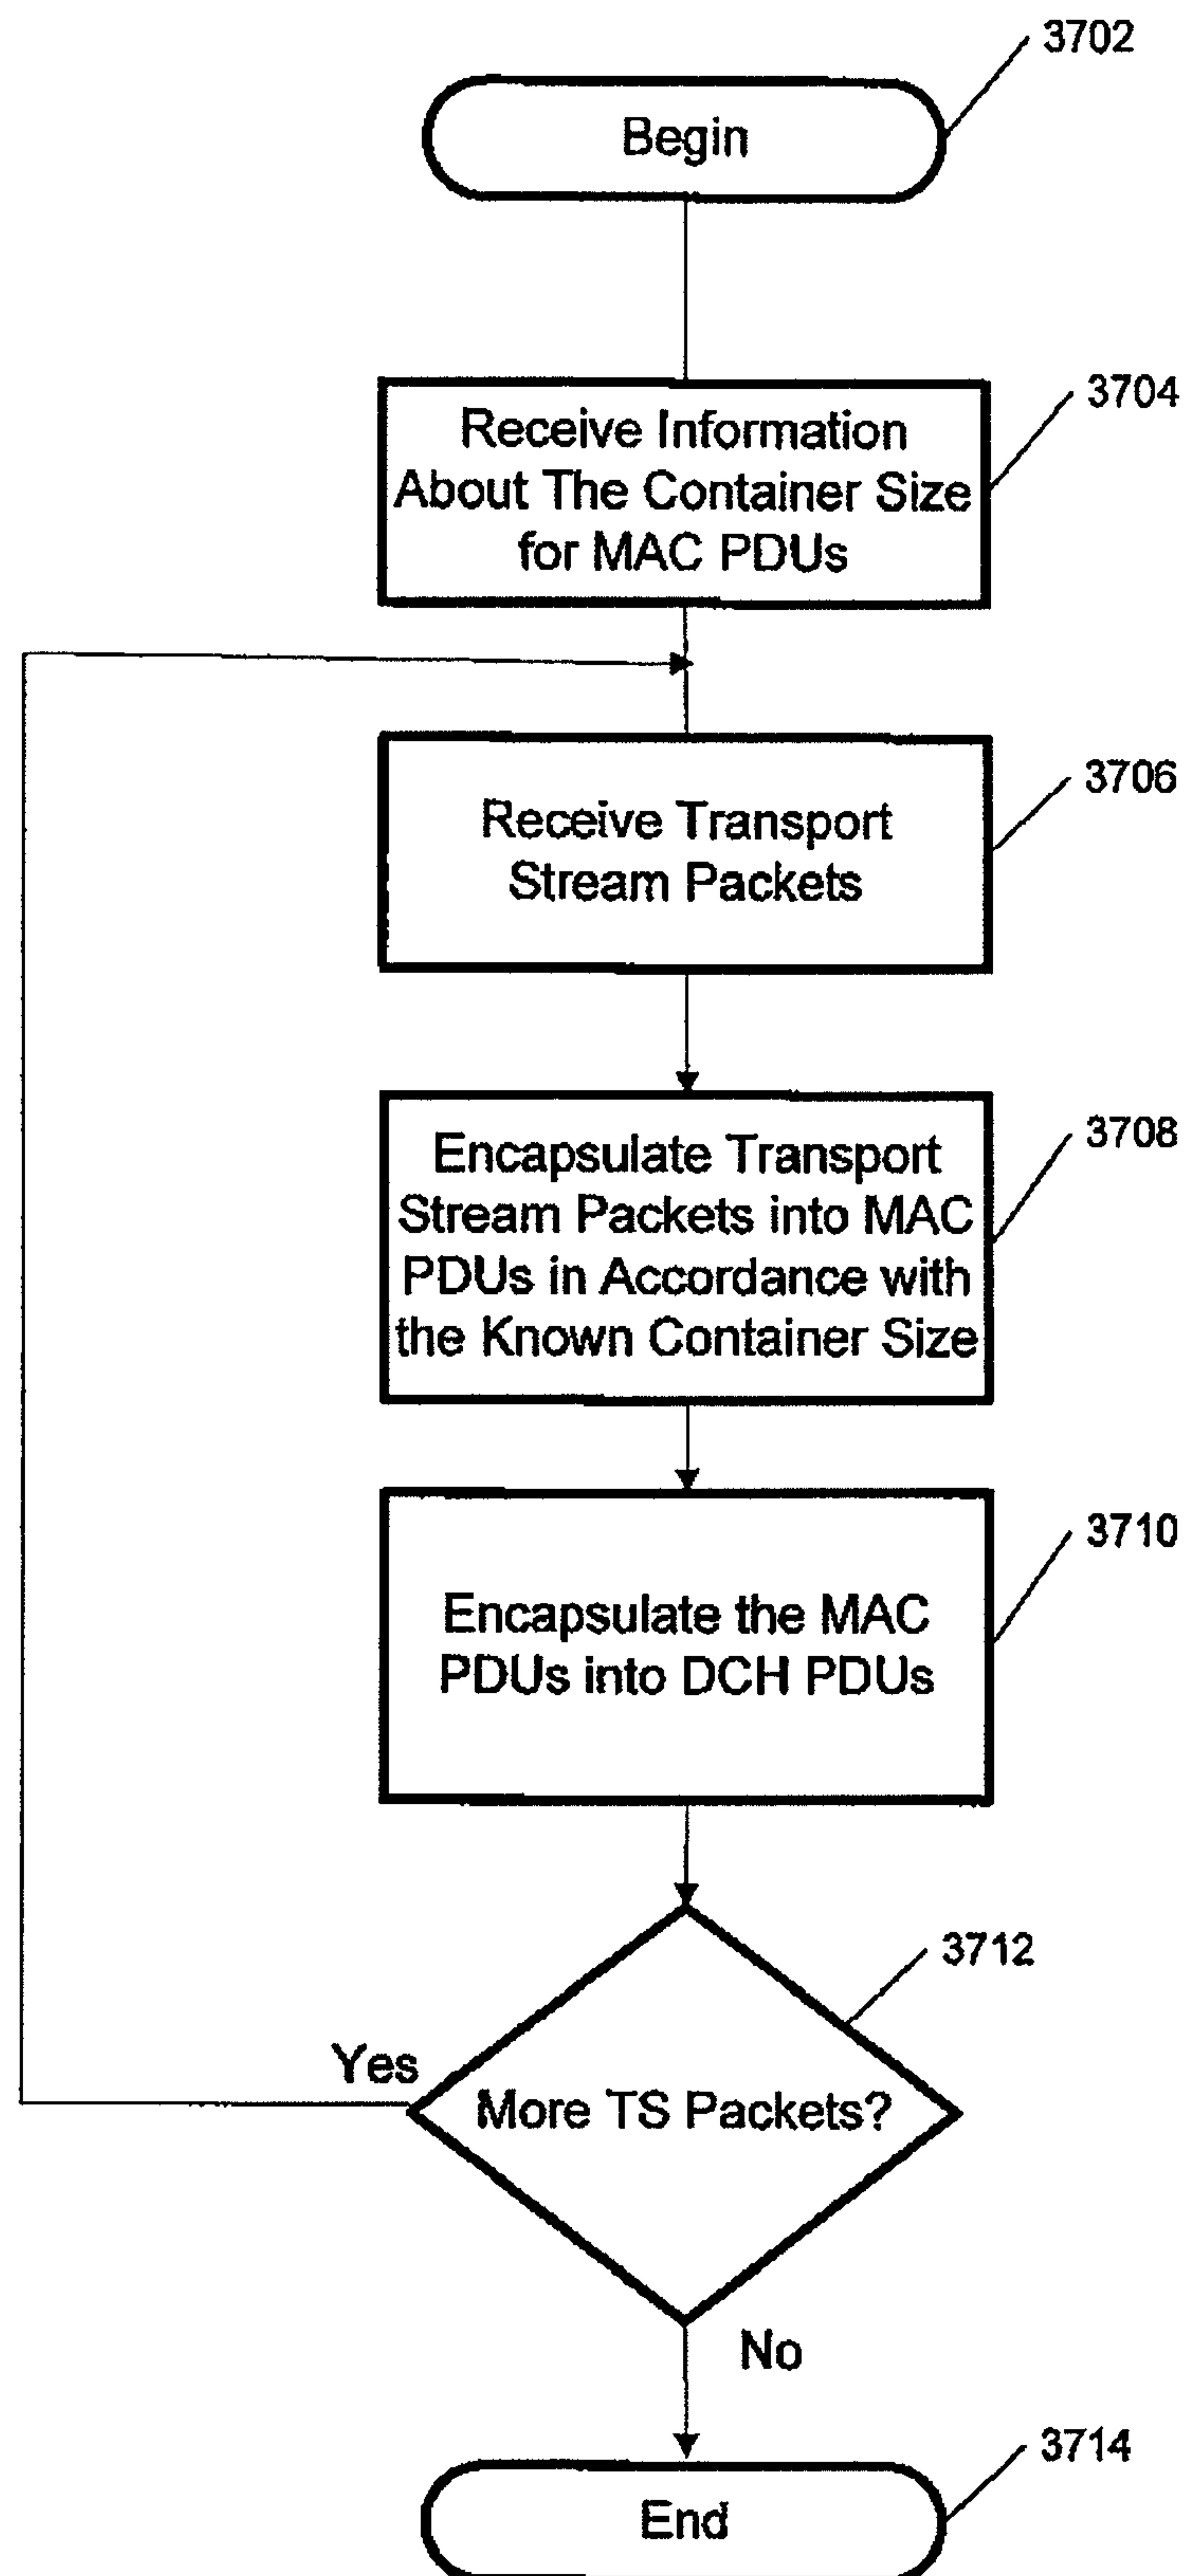 3702
Begin
3704
Receive Information
About The Container Size
for MAC PDUs
3706
Receive Transport
Stream Packets
3708
Encapsulate Transport
Stream Packets into MAC
PDUs in Accordance with
the Known Container Size
3710
Encapsulate the MAC
PDUs into DCH PDUs
3712
Yes
More TS Packets?
No
3714
End